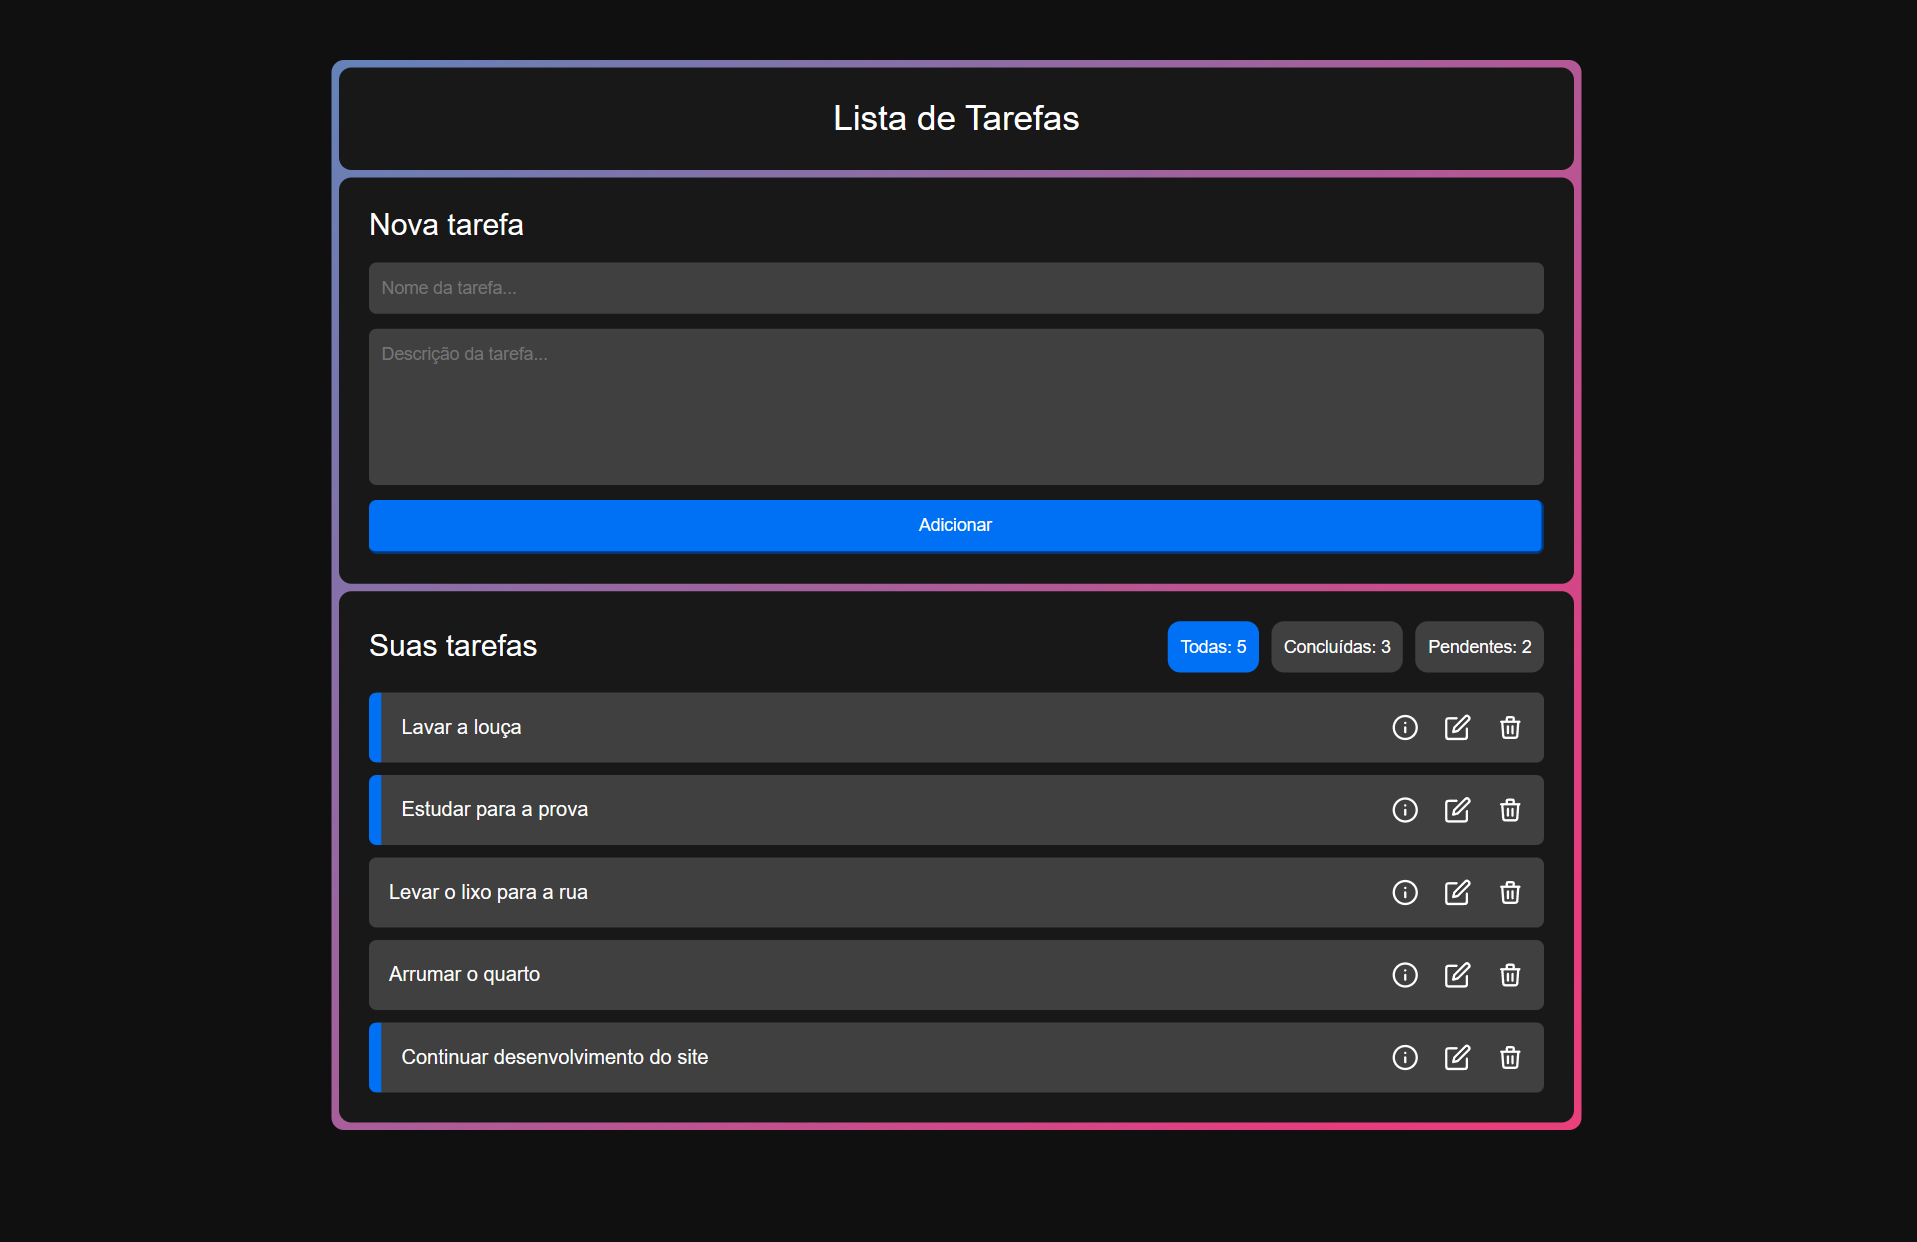 Lista de Tarefas
Nova tarefa
Nome da tarefa...
Descrição da tarefa...
Adicionar
Suas tarefas
Todas: 5
Concluídas: 3
Pendentes: 2
Lavar a louça
Estudar para a prova
Levar o lixo para a rua
Arrumar o quarto
Continuar desenvolvimento do site